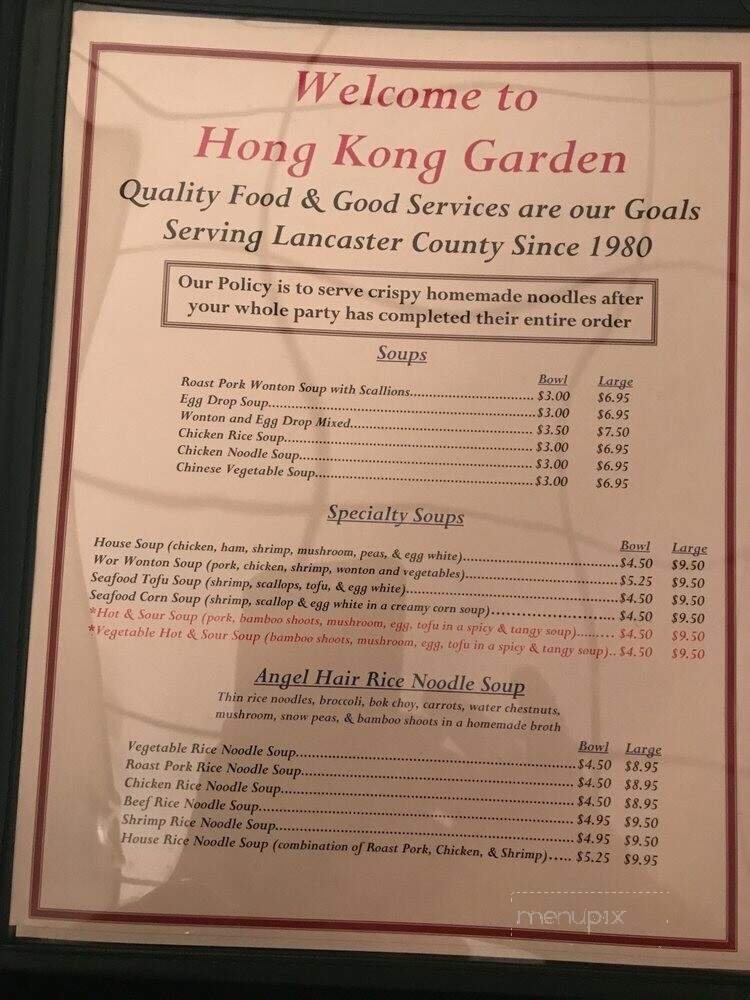 Welcome to
Hong Kong Garden
Quality Food & Good Services are our Goals
Serving Lancaster County Since 1980
Our Policy is to serve crispy homemade noodles after
your whole party has completed their entire order
Soups
Bowl Large
Roast Pork Wonton Soup with Scallions.......................... $3.00 $6.95
Egg Drop Soup.......................................................$3.00 $6.95
Wonton and Egg Drop Mixed.....................................$3.50 $7.50
Chicken Rice Soup...................................................$3.00 $6.95
Chicken Noodle Soup............................................... $3.00 $6.95
Chinese Vegetable Soup............................................$3.00 $6.95
Specialty Soups
Bowl Large
House Soup (chicken, ham, shrimp, mushroom, peas, & egg white)................................$4.50 $9.50
Wor Wonton Soup (pork, chicken, shrimp, wonton and vegetables)...............................$5.25 $9.50
Seafood Tofu Soup (shrimp, scallops, tofu, & egg white)...........................................$4.50 $9.50
Seafood Corn Soup (shrimp, scallop & egg white in a creamy corn soup)....................... $4.50 $9.50
*Hot & Sour Soup (pork, bamboo shoots, mushroom, egg, tofu in a spicy & tangy soup)......... $4.50 $9.50
*Vegetable Hot & Sour Soup (bamboo shoots, mushroom, egg, tofu in a spicy & tangy soup).. $4.50 $9.50
Angel Hair Rice Noodle Soup
Thin rice noodles, broccoli, bok choy, carrots, water chestnuts,
mushroom, snow peas, & bamboo shoots in a homemade broth
Bowl Large
Vegetable Rice Noodle Soup.........................................................$4.50 $8.95
Roast Pork Rice Noodle Soup.......................................................$4.50 $8.95
Chicken Rice Noodle Soup...........................................................$4.50 $8.95
Beef Rice Noodle Soup................................................................$4.95 $9.50
Shrimp Rice Noodle Soup.............................................................$4.95 $9.50
House Rice Noodle Soup (combination of Roast Pork, Chicken, & Shrimp)..... $5.25 $9.95
menupix